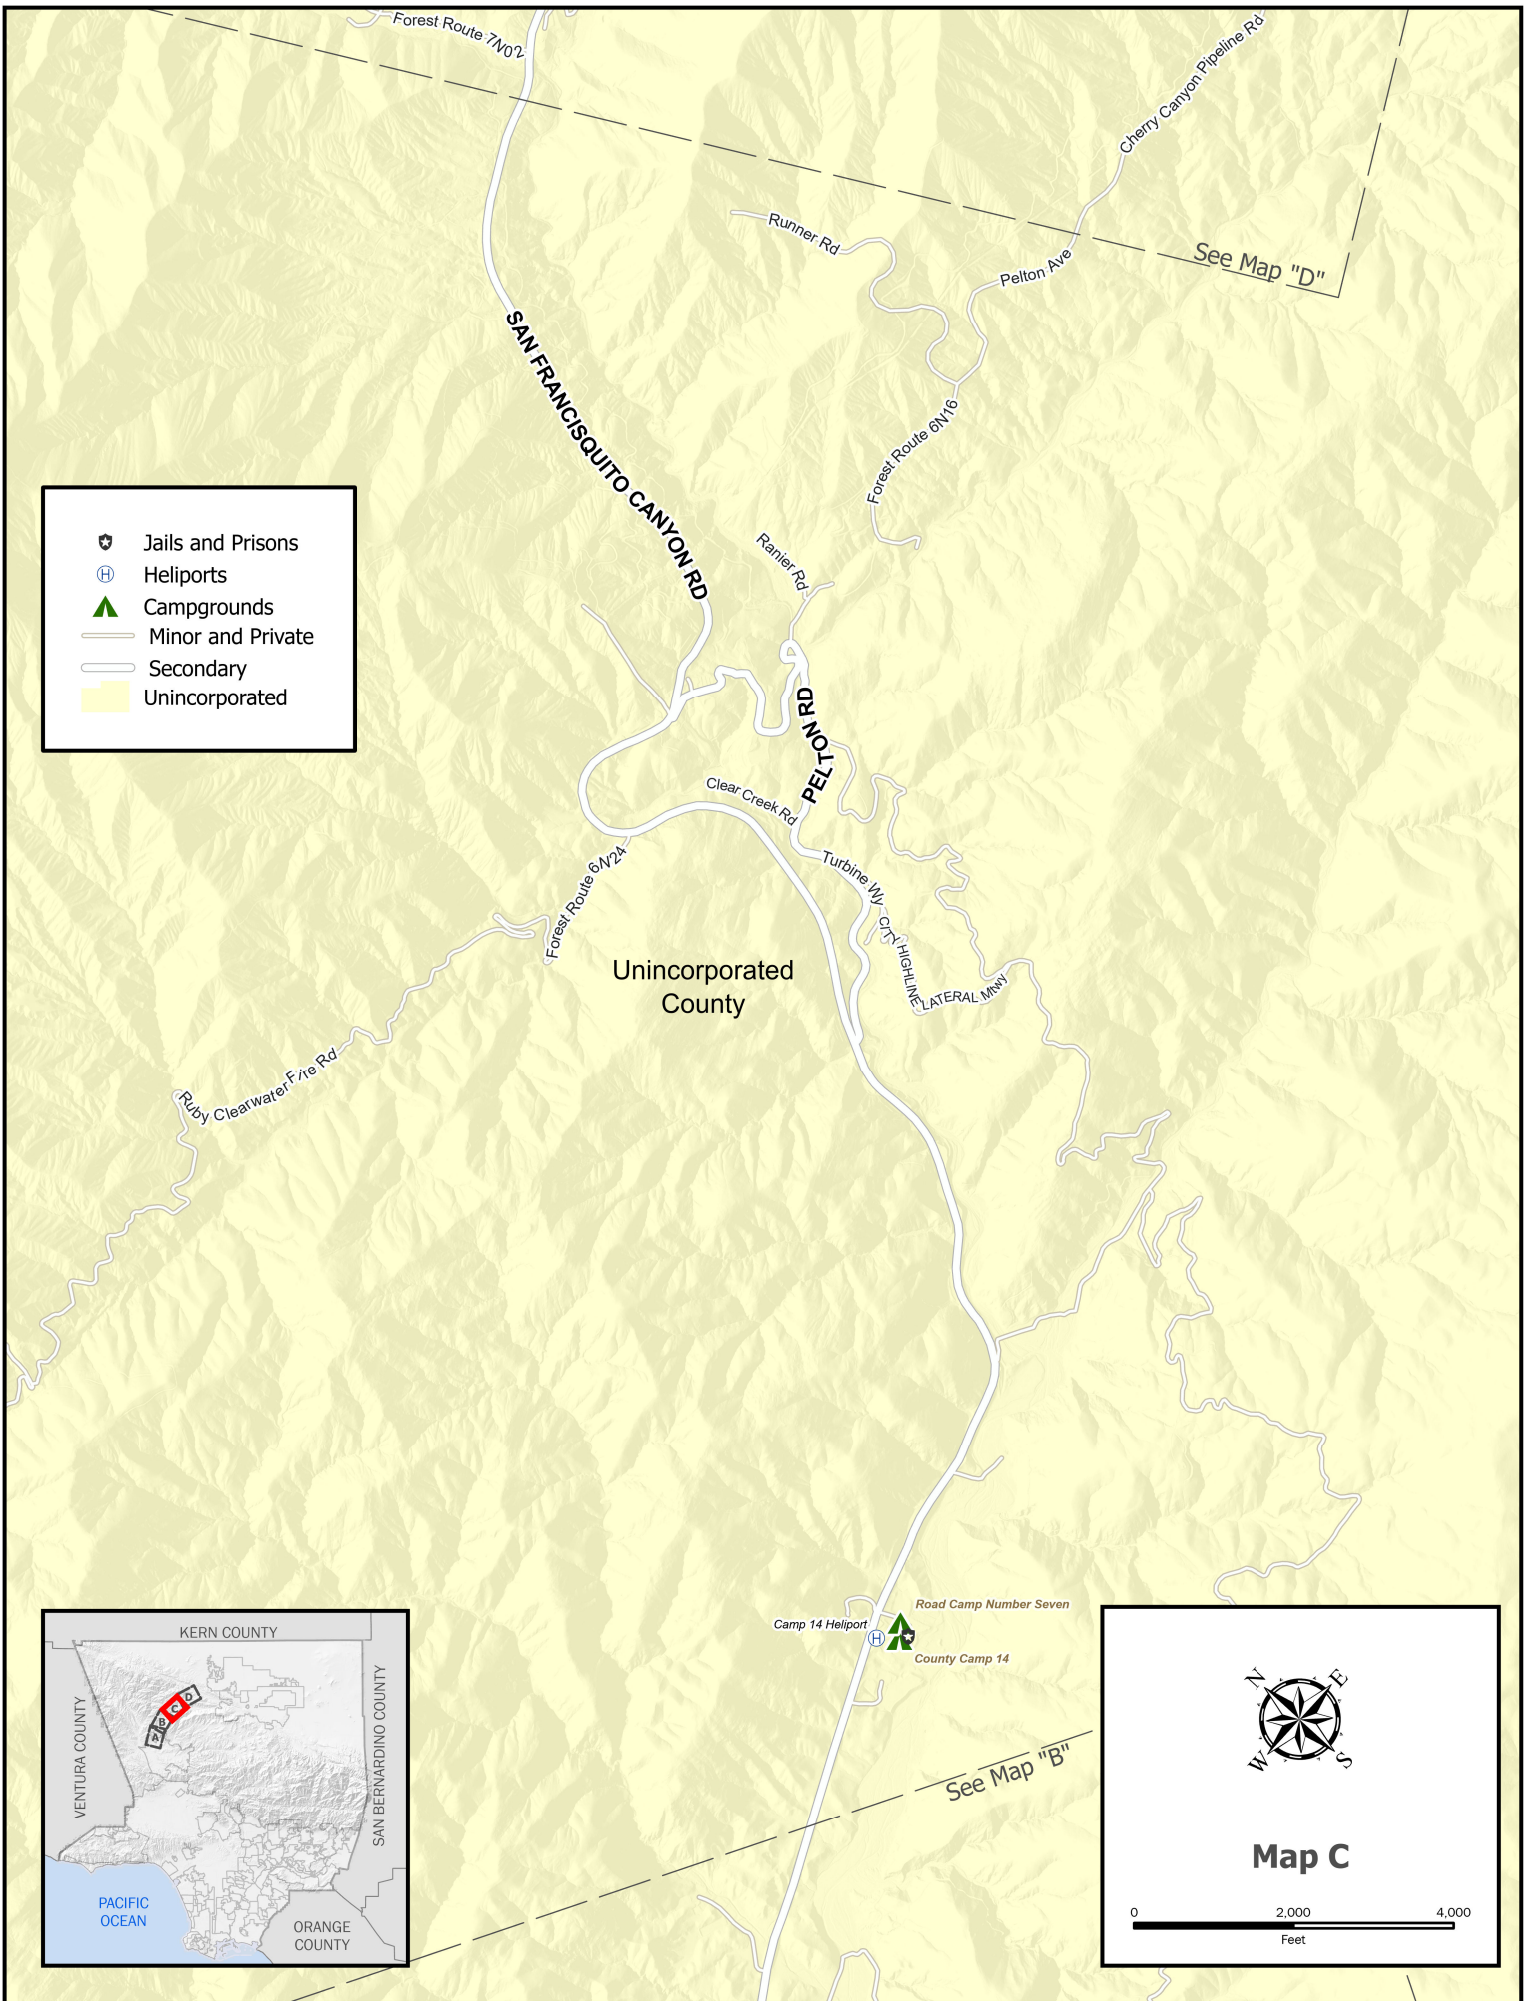 Forest Route 7N02
Cherry Canyon Pipeline Rd
Runner Rd
See Map "D"
Pelton Ave
SAN FRANCISQUITO CANYON RD
Forest Route 6N16
Ranier Rd
Jails and Prisons
H Heliports
Campgrounds
Minor and Private
Secondary
Unincorporated
PELTON RD
Clear Creek Rd
Turbine Wy
Forest Route 6N24
CITY HIGHLINE LATERAL Mtwy
Unincorporated
County
Ruby Clearwater Fire Rd
Road Camp Number Seven
Camp 14 Heliport
H
County Camp 14
See Map "B"
KERN COUNTY
VENTURA COUNTY
SAN BERNARDINO COUNTY
D
C
B
A
PACIFIC
OCEAN
ORANGE
COUNTY
N
E
W
S
Map C
0 2,000 4,000
Feet